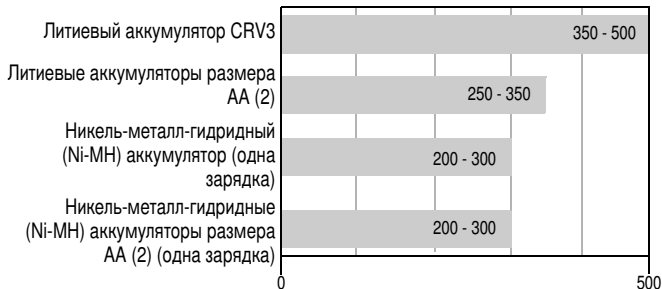 Литиевый аккумулятор CRV3
350 - 500
Литиевые аккумуляторы размера
AA (2)
250 - 350
Никель-металл-гидридный
(Ni-MH) аккумулятор (одна
зарядка)
200 - 300
Никель-металл-гидридные
(Ni-MH) аккумуляторы размера
AA (2) (одна зарядка)
200 - 300
0
500